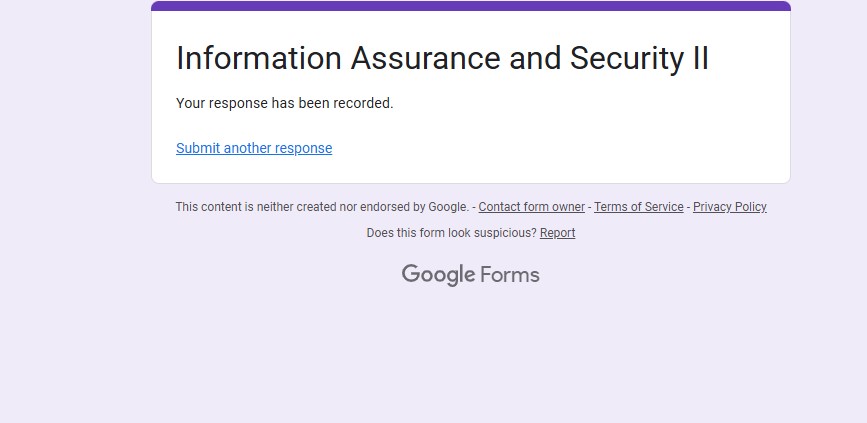 Information Assurance and Security II
Your response has been recorded.
Submit another response
This content is neither created nor endorsed by Google. - Contact form owner - Terms of Service - Privacy Policy
Does this form look suspicious? Report
Google Forms